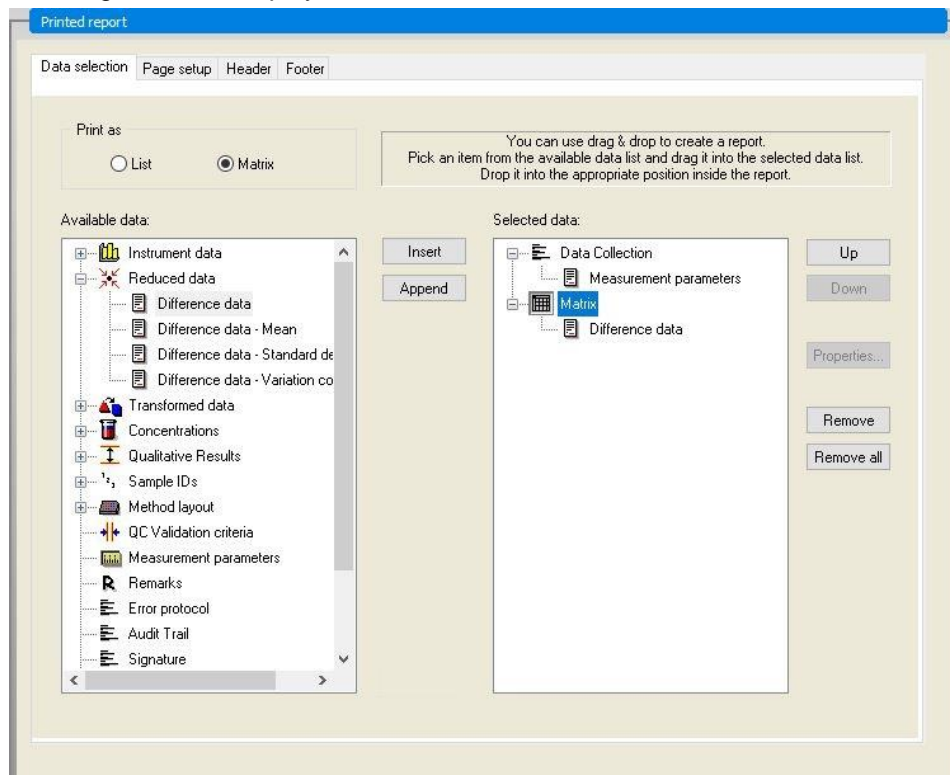 Printed report
Data selection Page setup Header Footer
Print as
List Matrix
You can use drag & drop to create a report.
Pick an item from the available data list and drag it into the selected data list.
Drop it into the appropriate position inside the report.
Available data:
Instrument data
Reduced data
Difference data
Difference data - Mean
Difference data - Standard de
Difference data - Variation co
Transformed data
Concentrations
Qualitative Results
Sample IDs
Method layout
QC Validation criteria
Measurement parameters
Remarks
Error protocol
Audit Trail
Signature
Insert
Append
Selected data:
Data Collection
Measurement parameters
Matrix
Difference data
Up
Down
Properties...
Remove
Remove all